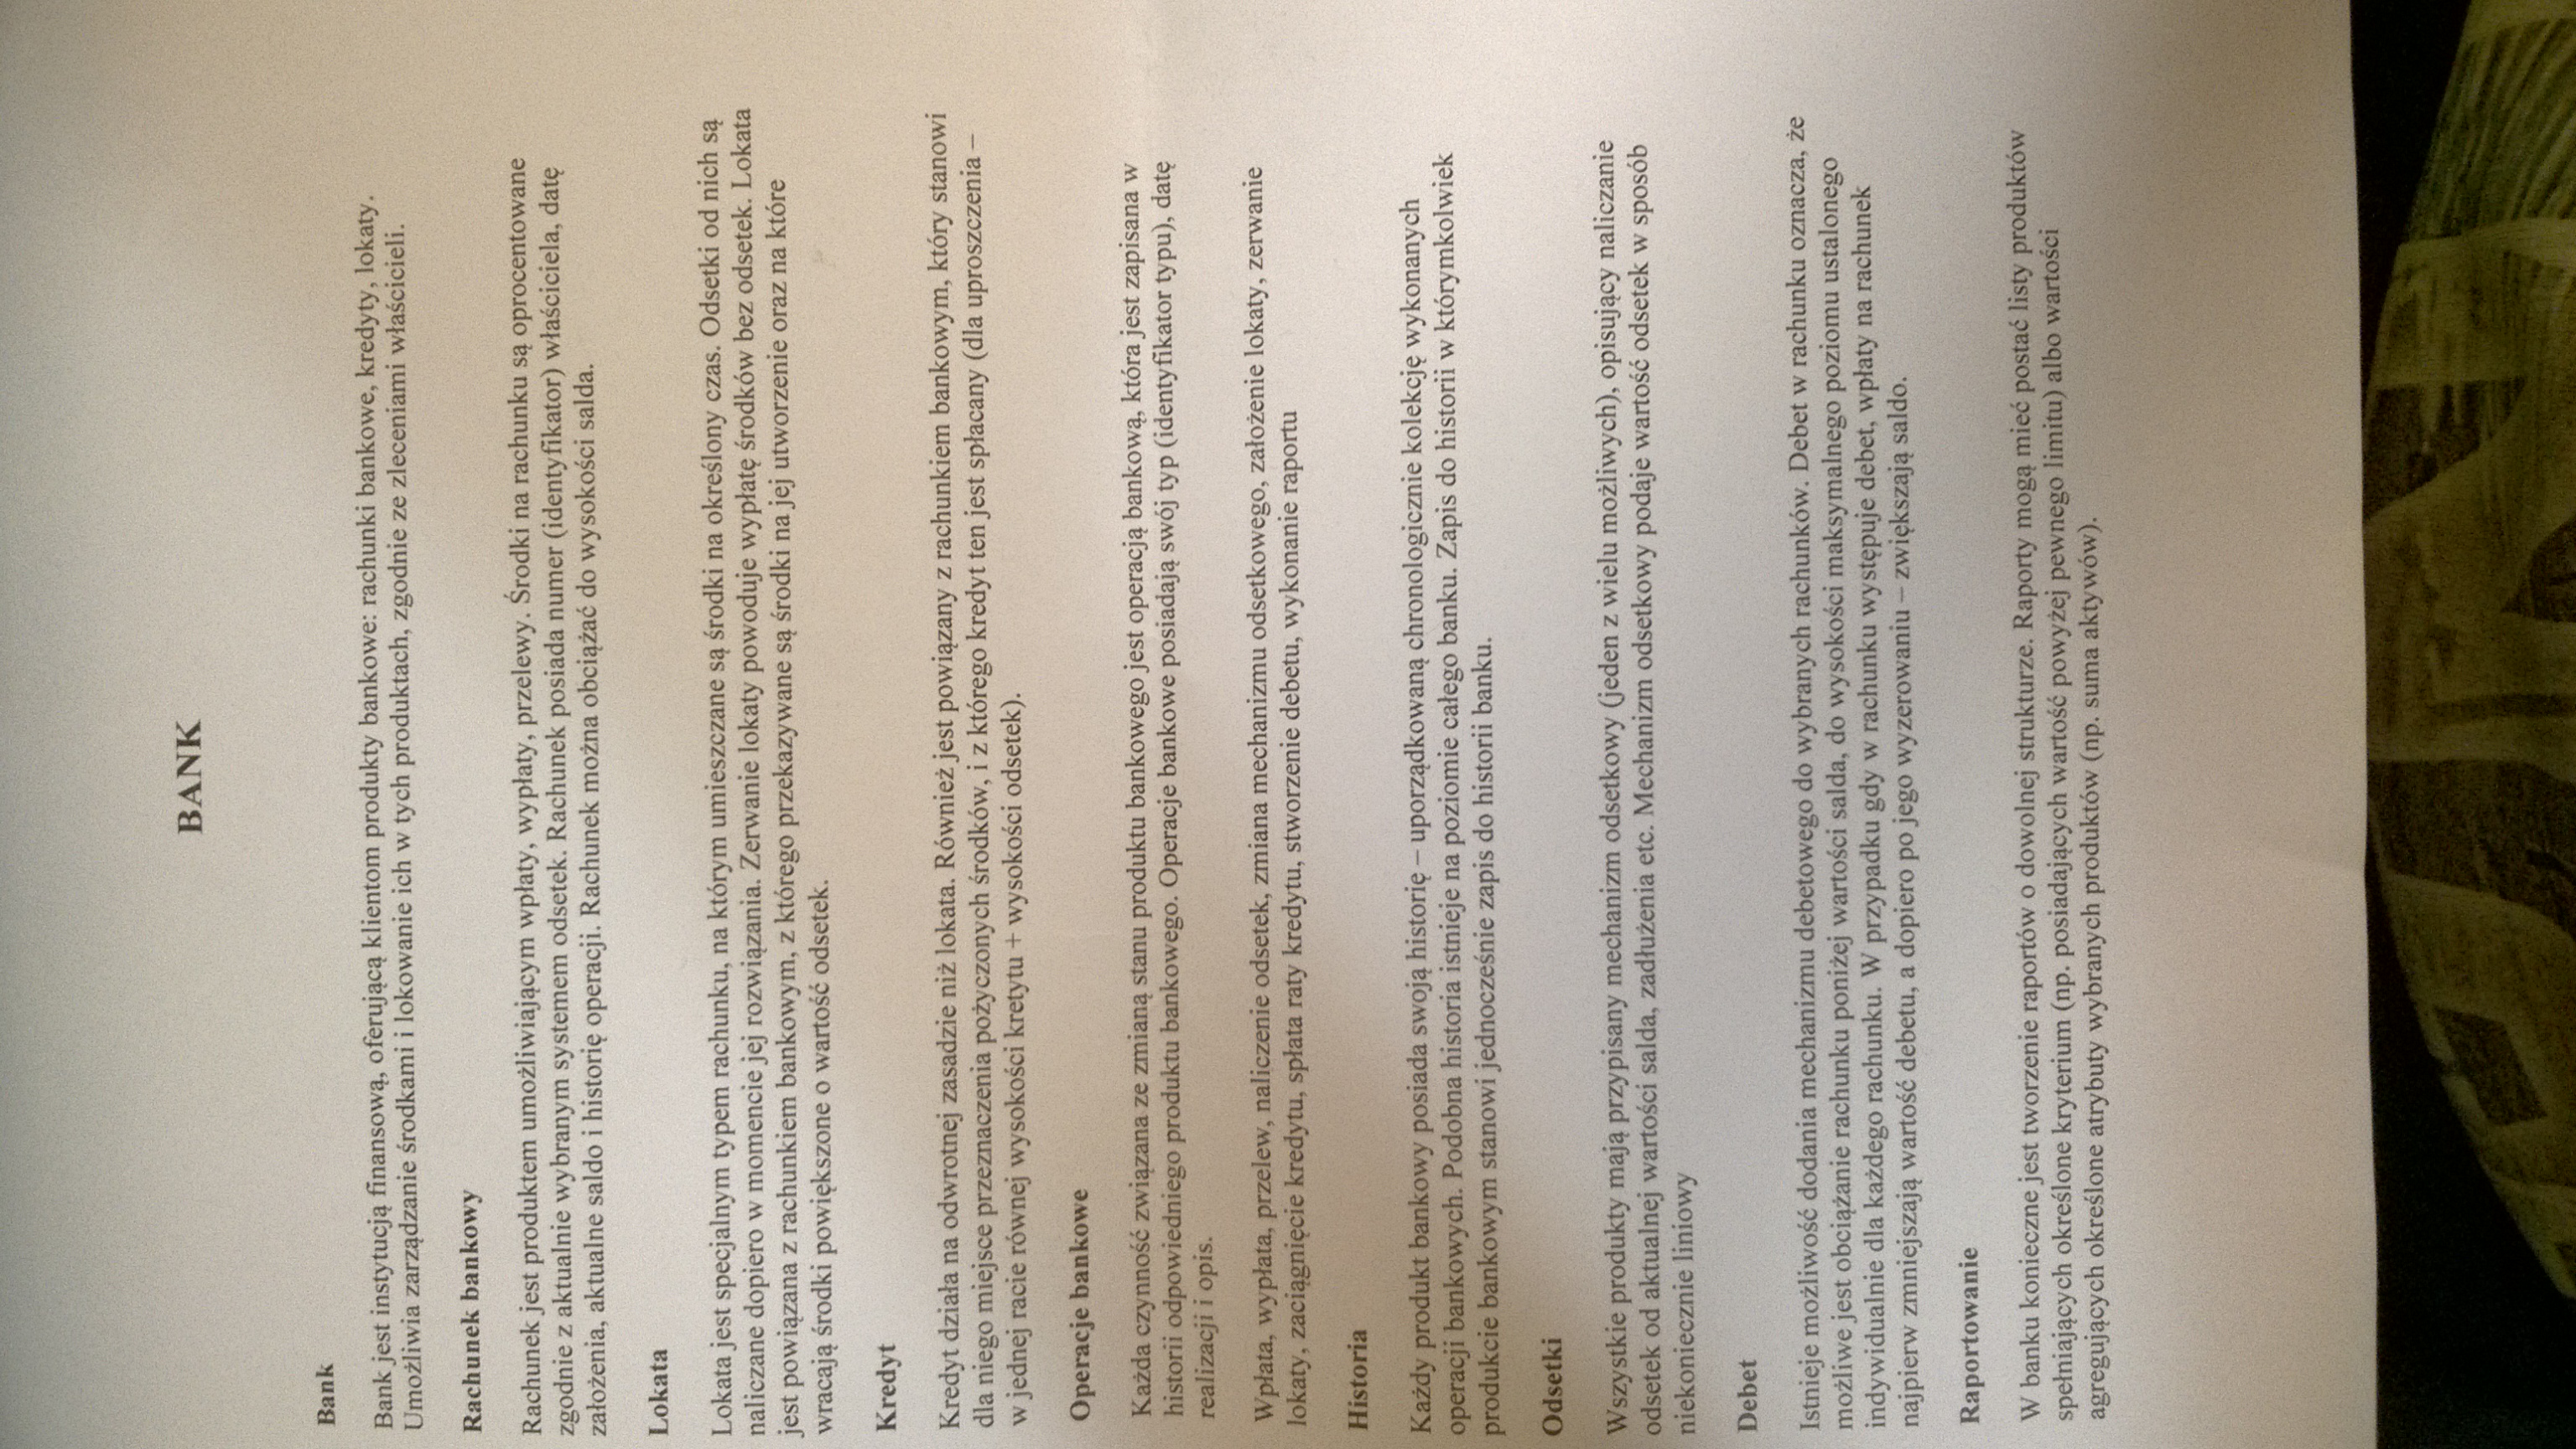 BANK
Bank
Bank jest instytucją finansową, oferującą klientom produkty bankowe: rachunki bankowe, kredyty, lokaty.
Umożliwia zarządzanie środkami i lokowanie ich w tych produktach, zgodnie ze zleceniami właścicieli.
Rachunek bankowy
Rachunek jest produktem umożliwiającym wpłaty, wypłaty, przelewy. Środki na rachunku są oprocentowane
zgodnie z aktualnie wybranym systemem odsetek. Rachunek posiada numer (identyfikator) właściciela, datę
założenia, aktualne saldo i historię operacji. Rachunek można obciążać do wysokości salda.
Lokata
Lokata jest specjalnym typem rachunku, na którym umieszczane są środki na określony czas. Odsetki od nich są
naliczane dopiero w momencie jej rozwiązania. Zerwanie lokaty powoduje wypłatę środków bez odsetek. Lokata
jest powiązana z rachunkiem bankowym, z którego przekazywane są środki na jej utworzenie oraz na które
wracają środki powiększone o wartość odsetek.
Kredyt
Kredyt działa na odwrotnej zasadzie niż lokata. Również jest powiązany z rachunkiem bankowym, który stanowi
dla niego miejsce przeznaczenia pożyczonych środków, i z którego kredyt ten jest spłacany (dla uproszczenia –
w jednej racie równej wysokości kretytu + wysokości odsetek).
Operacje bankowe
Każda czynność związana ze zmianą stanu produktu bankowego jest operacją bankową, która jest zapisana w
historii odpowiedniego produktu bankowego. Operacje bankowe posiadają swój typ (identyfikator typu), datę
realizacji i opis.
Wpłata, wypłata, przelew, naliczenie odsetek, zmiana mechanizmu odsetkowego, założenie lokaty, zerwanie
lokaty, zaciągnięcie kredytu, spłata raty kredytu, stworzenie debetu, wykonanie raportu
Historia
Każdy produkt bankowy posiada swoją historię – uporządkowaną chronologicznie kolekcję wykonanych
operacji bankowych. Podobna historia istnieje na poziomie całego banku. Zapis do historii w którymkolwiek
produkcie bankowym stanowi jednocześnie zapis do historii banku.
Odsetki
Wszystkie produkty mają przypisany mechanizm odsetkowy (jeden z wielu możliwych), opisujący naliczanie
odsetek od aktualnej wartości salda, zadłużenia etc. Mechanizm odsetkowy podaje wartość odsetek w sposób
niekoniecznie liniowy
Debet
Istnieje możliwość dodania mechanizmu debetowego do wybranych rachunków. Debet w rachunku oznacza, że
możliwe jest obciążanie rachunku poniżej wartości salda, do wysokości maksymalnego poziomu ustalonego
indywidualnie dla każdego rachunku. W przypadku gdy w rachunku występuje debet, wpłaty na rachunek
najpierw zmniejszają wartość debetu, a dopiero po jego wyzerowaniu – zwiększają saldo.
Raportowanie
W banku konieczne jest tworzenie raportów o dowolnej strukturze. Raporty mogą mieć postać listy produktów
spełniających określone kryterium (np. posiadających wartość powyżej pewnego limitu) albo wartości
agregujących określone atrybuty wybranych produktów (np. suma aktywów).